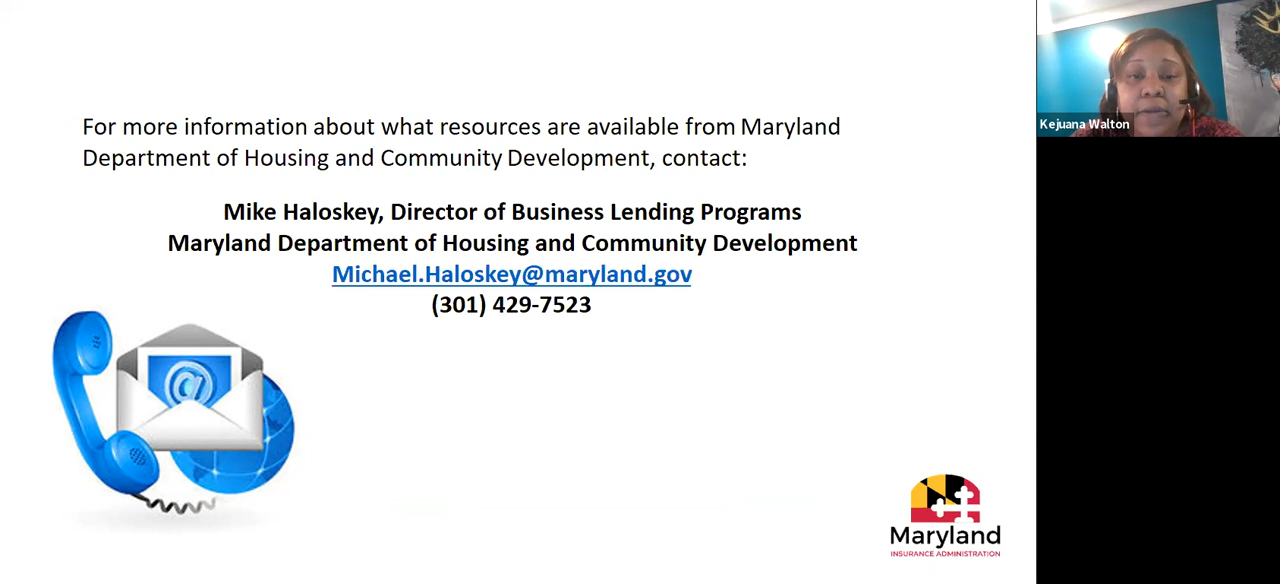 For more information about what resources are available from Maryland
Department of Housing and Community Development, contact:
Mike Haloskey, Director of Business Lending Programs
Maryland Department of Housing and Community Development
Michael.Haloskey@maryland.gov
(301) 429-7523
@
Maryland
INSURANCE ADMINISTRATION
Kejuana Walton